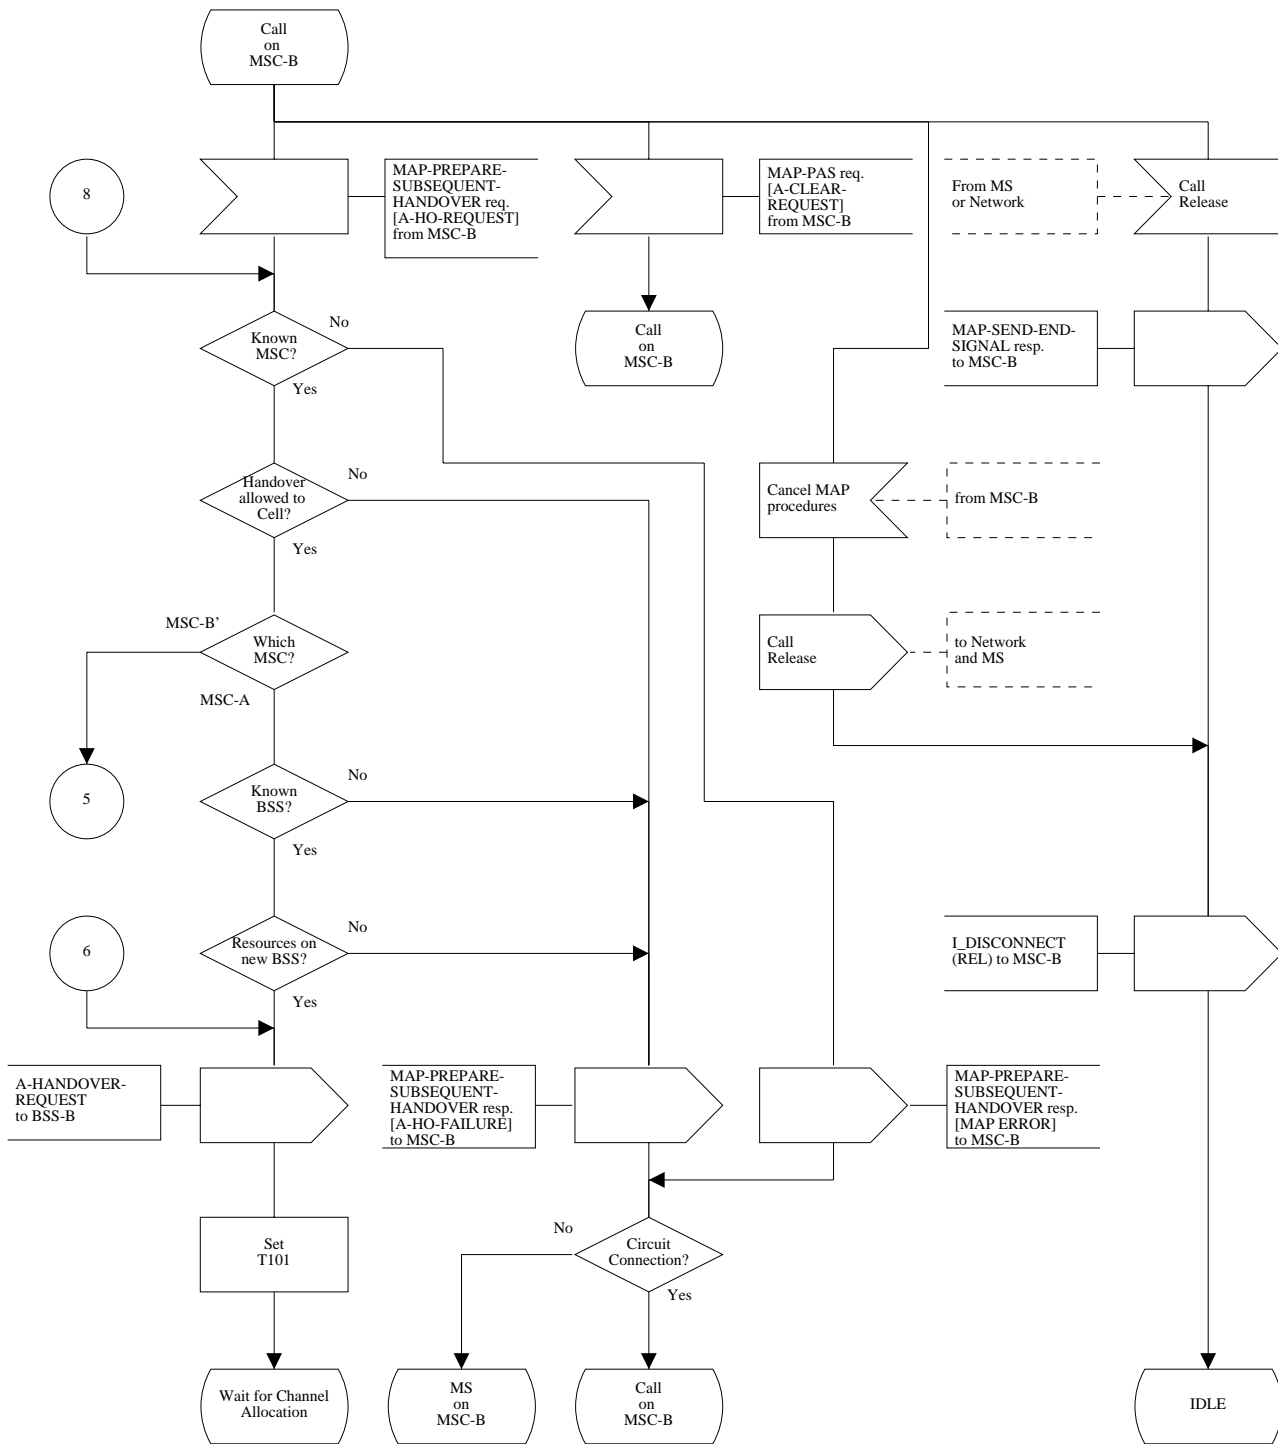 Call
on
MSC-B
8
MAP-PREPARE-
SUBSEQUENT-
HANDOVER req.
[A-HO-REQUEST]
from MSC-B
MAP-PAS req.
[A-CLEAR-
REQUEST]
from MSC-B
From MS
or Network
Call
Release
Known
MSC?
No
Yes
Call
on
MSC-B
MAP-SEND-END-
SIGNAL resp.
to MSC-B
Handover
allowed to
Cell?
No
Yes
Cancel MAP
procedures
from MSC-B
MSC-B’
Which
MSC?
MSC-A
Call
Release
to Network
and MS
5
Known
BSS?
No
Yes
6
Resources on
new BSS?
No
Yes
I_DISCONNECT
(REL) to MSC-B
A-HANDOVER-
REQUEST
to BSS-B
MAP-PREPARE-
SUBSEQUENT-
HANDOVER resp.
[A-HO-FAILURE]
to MSC-B
MAP-PREPARE-
SUBSEQUENT-
HANDOVER resp.
[MAP ERROR]
to MSC-B
Set
T101
No
Circuit
Connection?
Yes
Wait for Channel
Allocation
MS
on
MSC-B
Call
on
MSC-B
IDLE